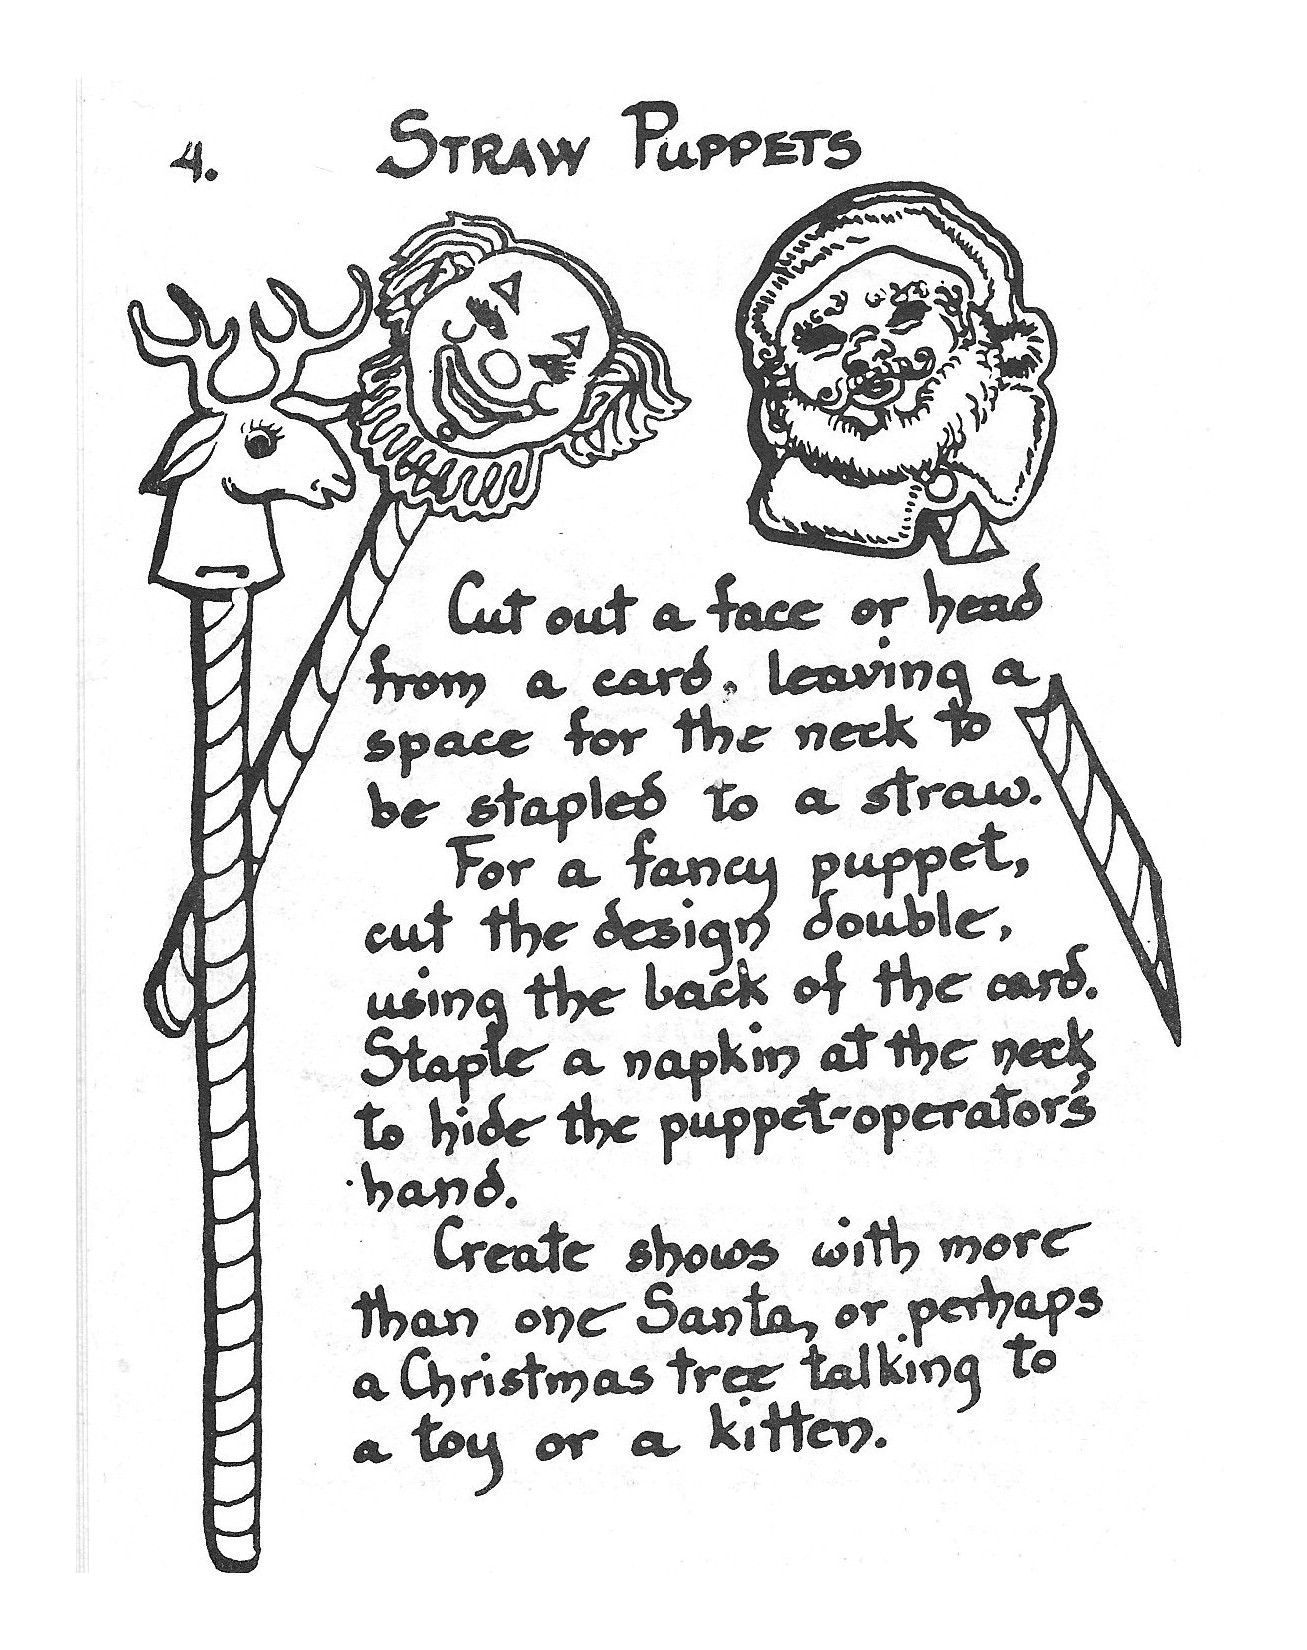 4. STRAW PUPPETS
Cut out a face or head
from a card, leaving a
space for the neck to
be stapled to a straw.
For a fancy puppet,
cut the design double,
using the back of the card.
Staple a napkin at the neck
to hide the puppet-operator's
hand.
Create shows with more
than one Santa, or perhaps
a Christmas tree talking to
a toy or a kitten.